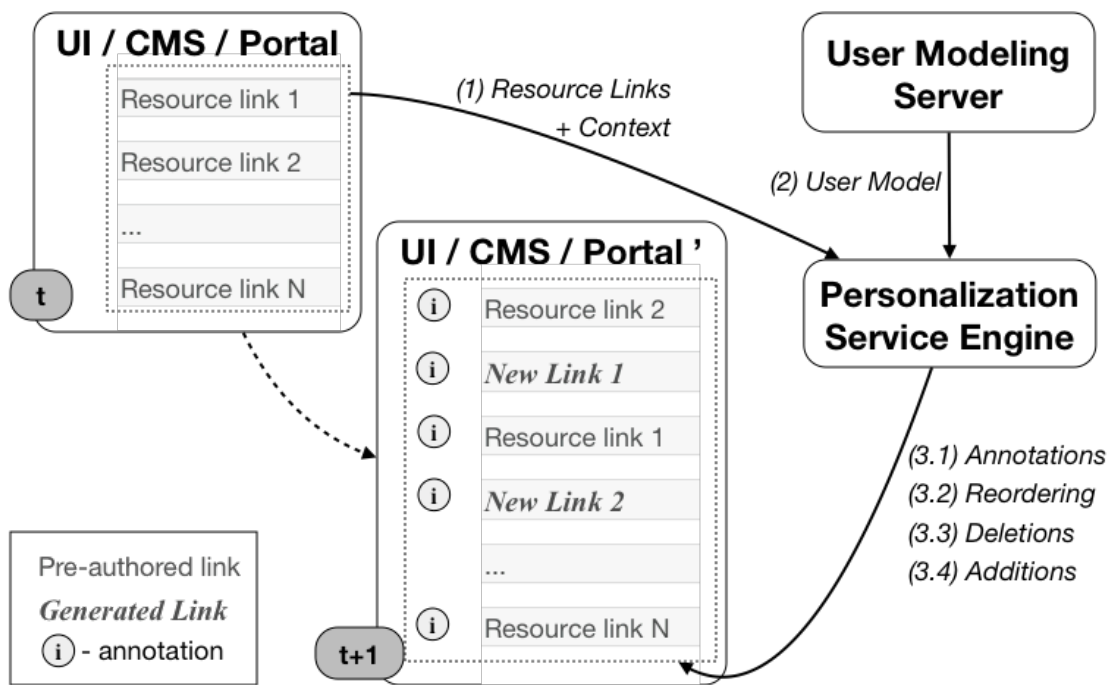 UI / CMS / Portal
Resource link 1
Resource link 2
...
Resource link N
t
(1) Resource Links
+ Context
User Modeling
Server
(2) User Model
Personalization
Service Engine
UI / CMS / Portal ’
i Resource link 2
i New Link 1
i Resource link 1
i New Link 2
...
i Resource link N
t+1
(3.1) Annotations
(3.2) Reordering
(3.3) Deletions
(3.4) Additions
Pre-authored link
Generated Link
i - annotation